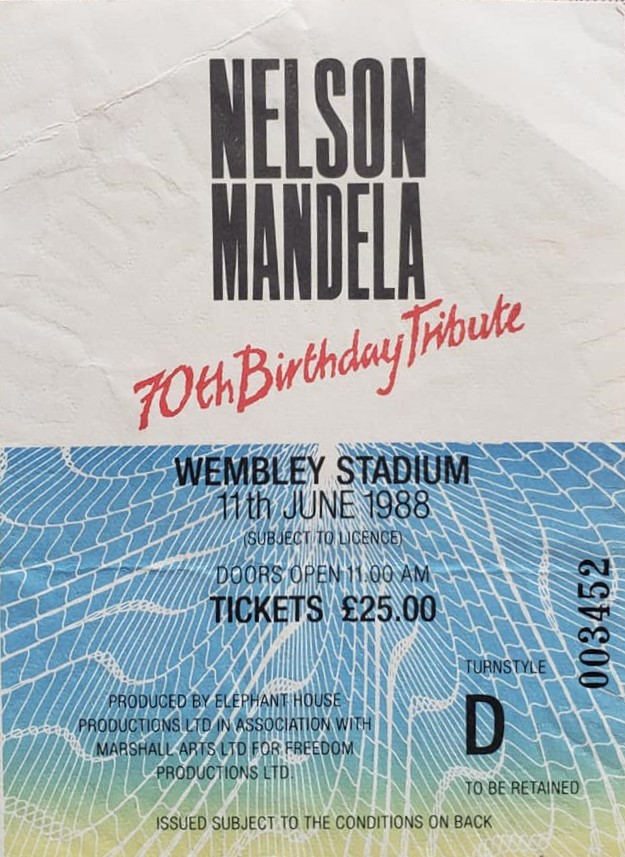 NELSON
MANDELA
70th Birthday Tribute
WEMBLEY STADIUM
11th JUNE 1988
(SUBJECT TO LICENCE)
DOORS OPEN 11.00 AM
TICKETS £25.00
003452
TURNSTYLE
D
TO BE RETAINED
PRODUCED BY ELEPHANT HOUSE
PRODUCTIONS LTD IN ASSOCIATION WITH
MARSHALL ARTS LTD FOR FREEDOM
PRODUCTIONS LTD.
ISSUED SUBJECT TO THE CONDITIONS ON BACK